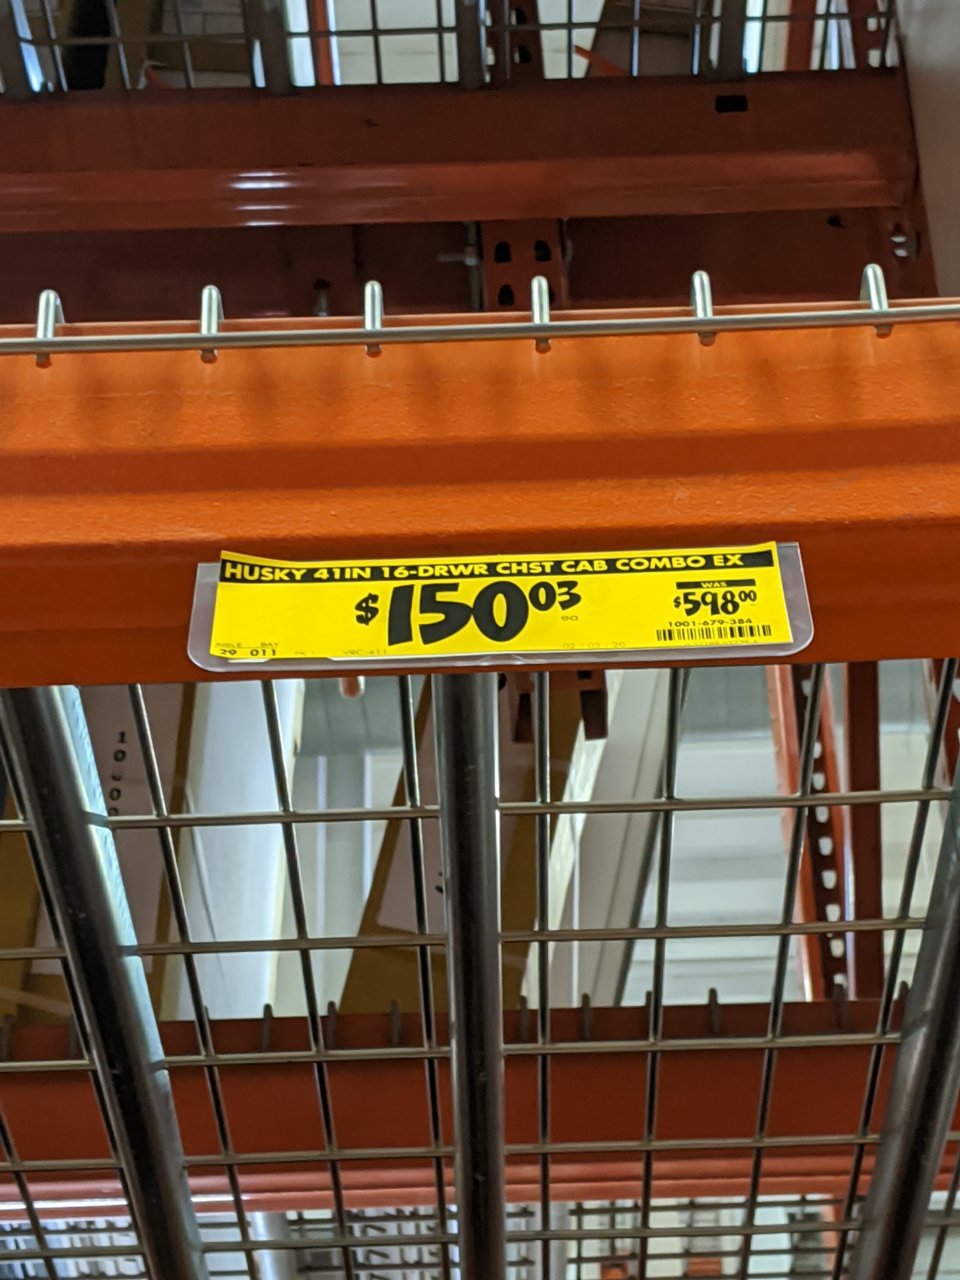 HUSKY 41IN 16-DRWR CHST CAB COMBO EX
$150.03
ea
WAS
$598.00
1001-679-384
AISLE BAY
29 011